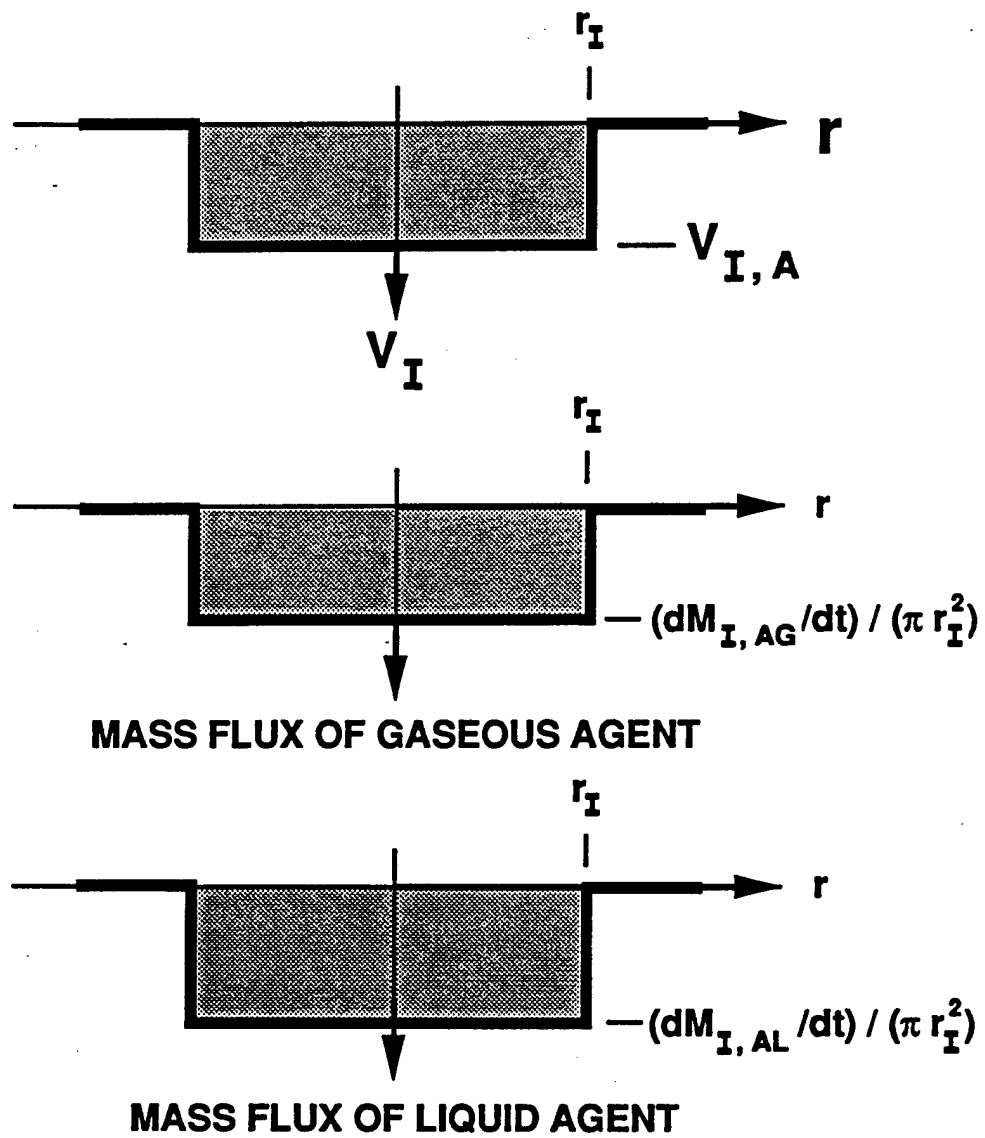 r_I
r
V_I, A
V_I
r_I
r
(dM_I, AG /dt) / (π r_I^2)
MASS FLUX OF GASEOUS AGENT
r_I
r
(dM_I, AL /dt) / (π r_I^2)
MASS FLUX OF LIQUID AGENT